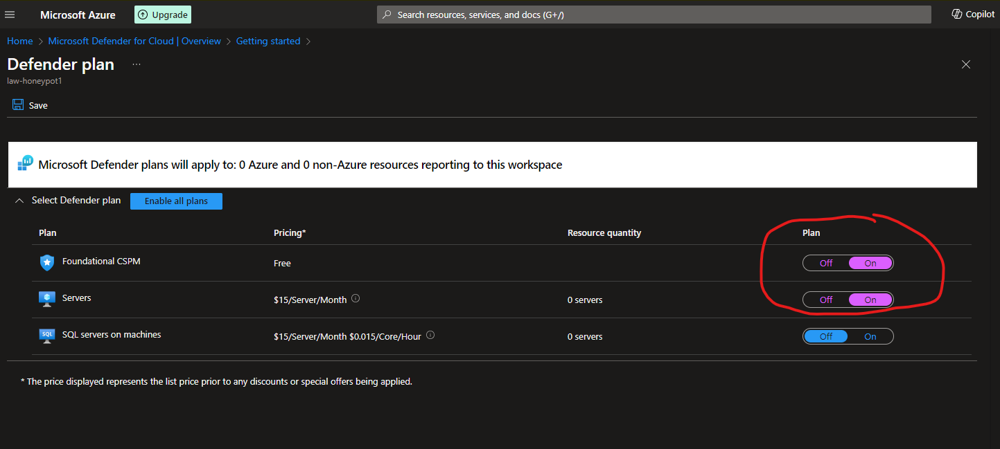 Microsoft Azure Upgrade Search resources, services, and docs (G+/) Copilot
Home > Microsoft Defender for Cloud | Overview > Getting started >
Defender plan ...
law-honeypot1
Save
Microsoft Defender plans will apply to: 0 Azure and 0 non-Azure resources reporting to this workspace
Select Defender plan Enable all plans
Plan Pricing* Resource quantity Plan
Foundational CSPM Free Off On
Servers $15/Server/Month 0 servers Off On
SQL SQL servers on machines $15/Server/Month $0.015/Core/Hour 0 servers Off On
* The price displayed represents the list price prior to any discounts or special offers being applied.